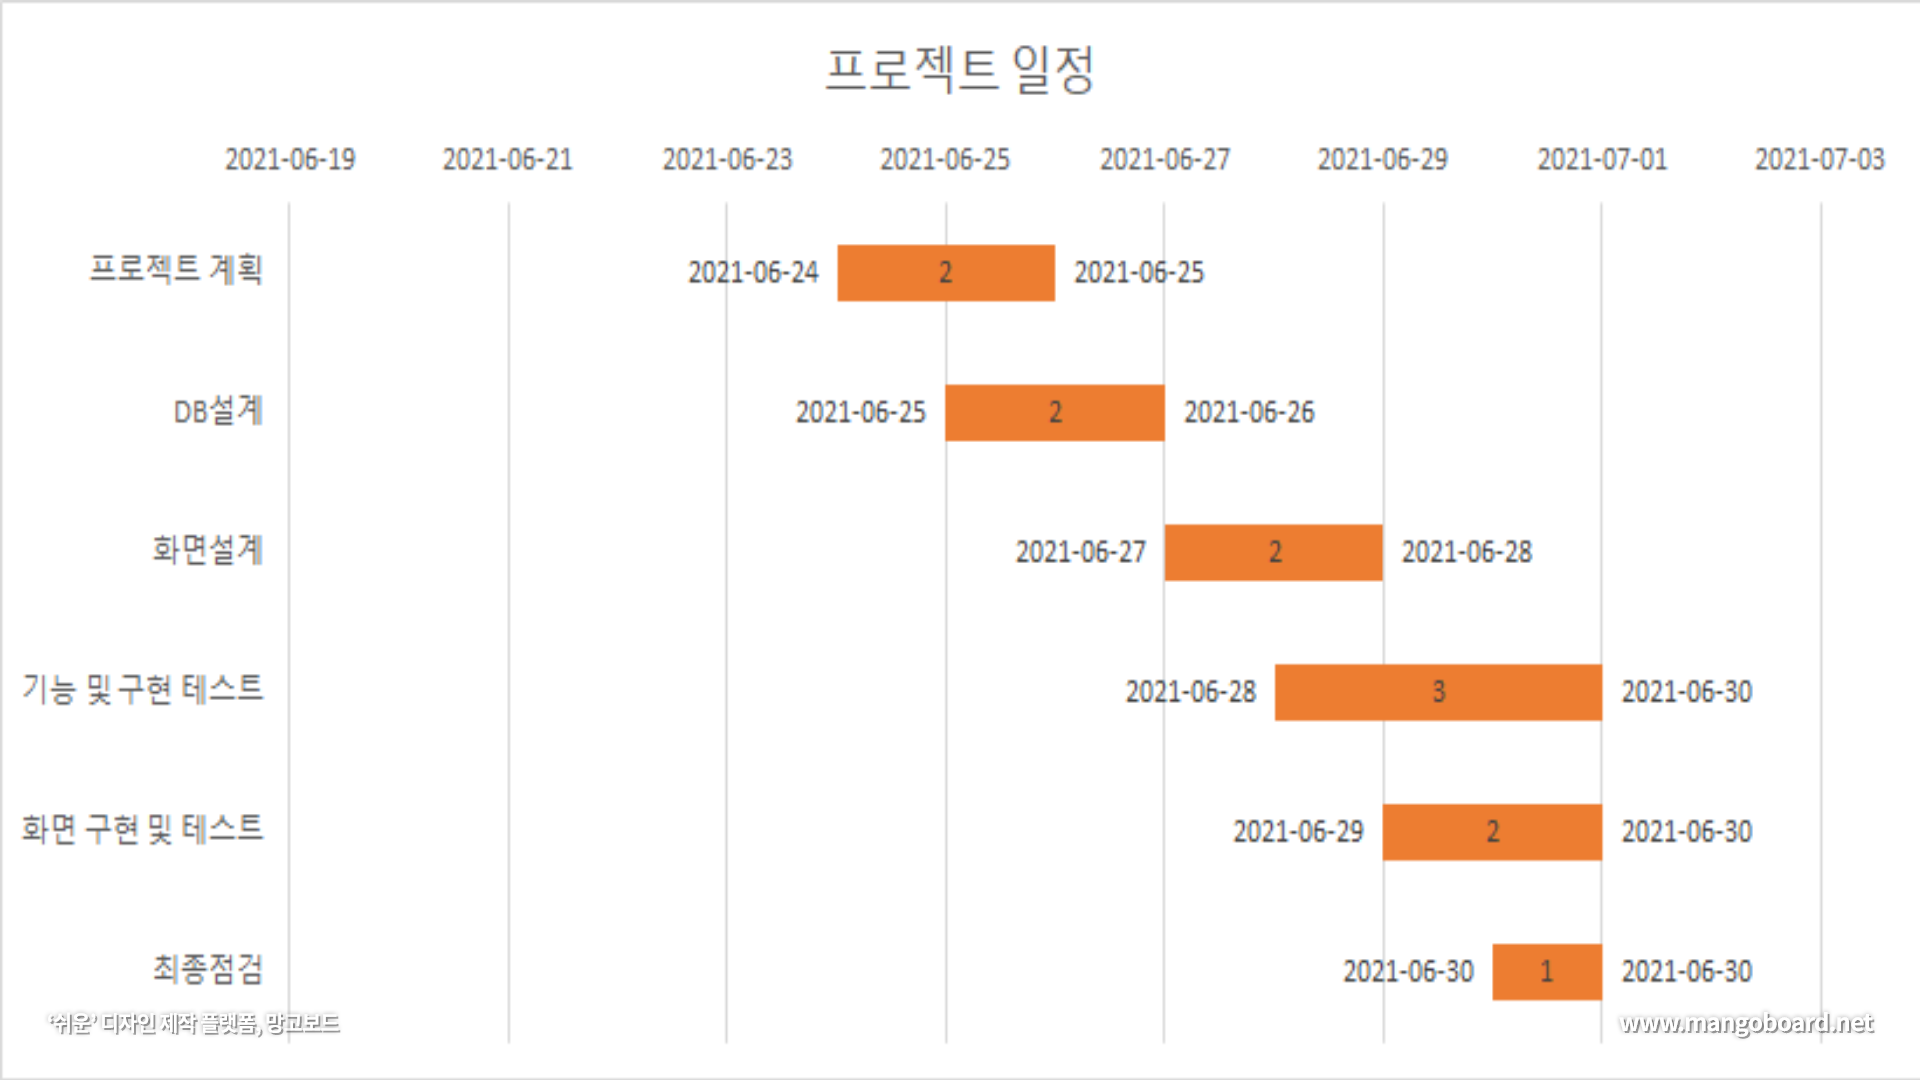 프로젝트 일정
2021-06-19 2021-06-21 2021-06-23 2021-06-25 2021-06-27 2021-06-29 2021-07-01 2021-07-03
프로젝트 계획 2021-06-24 2 2021-06-25
DB설계 2021-06-25 2 2021-06-26
화면설계 2021-06-27 2 2021-06-28
기능 및 구현 테스트 2021-06-28 3 2021-06-30
화면 구현 및 테스트 2021-06-29 2 2021-06-30
최종점검 2021-06-30 1 2021-06-30
'쉬운' 디자인 제작 플랫폼, 망고보드 www.mangoboard.net